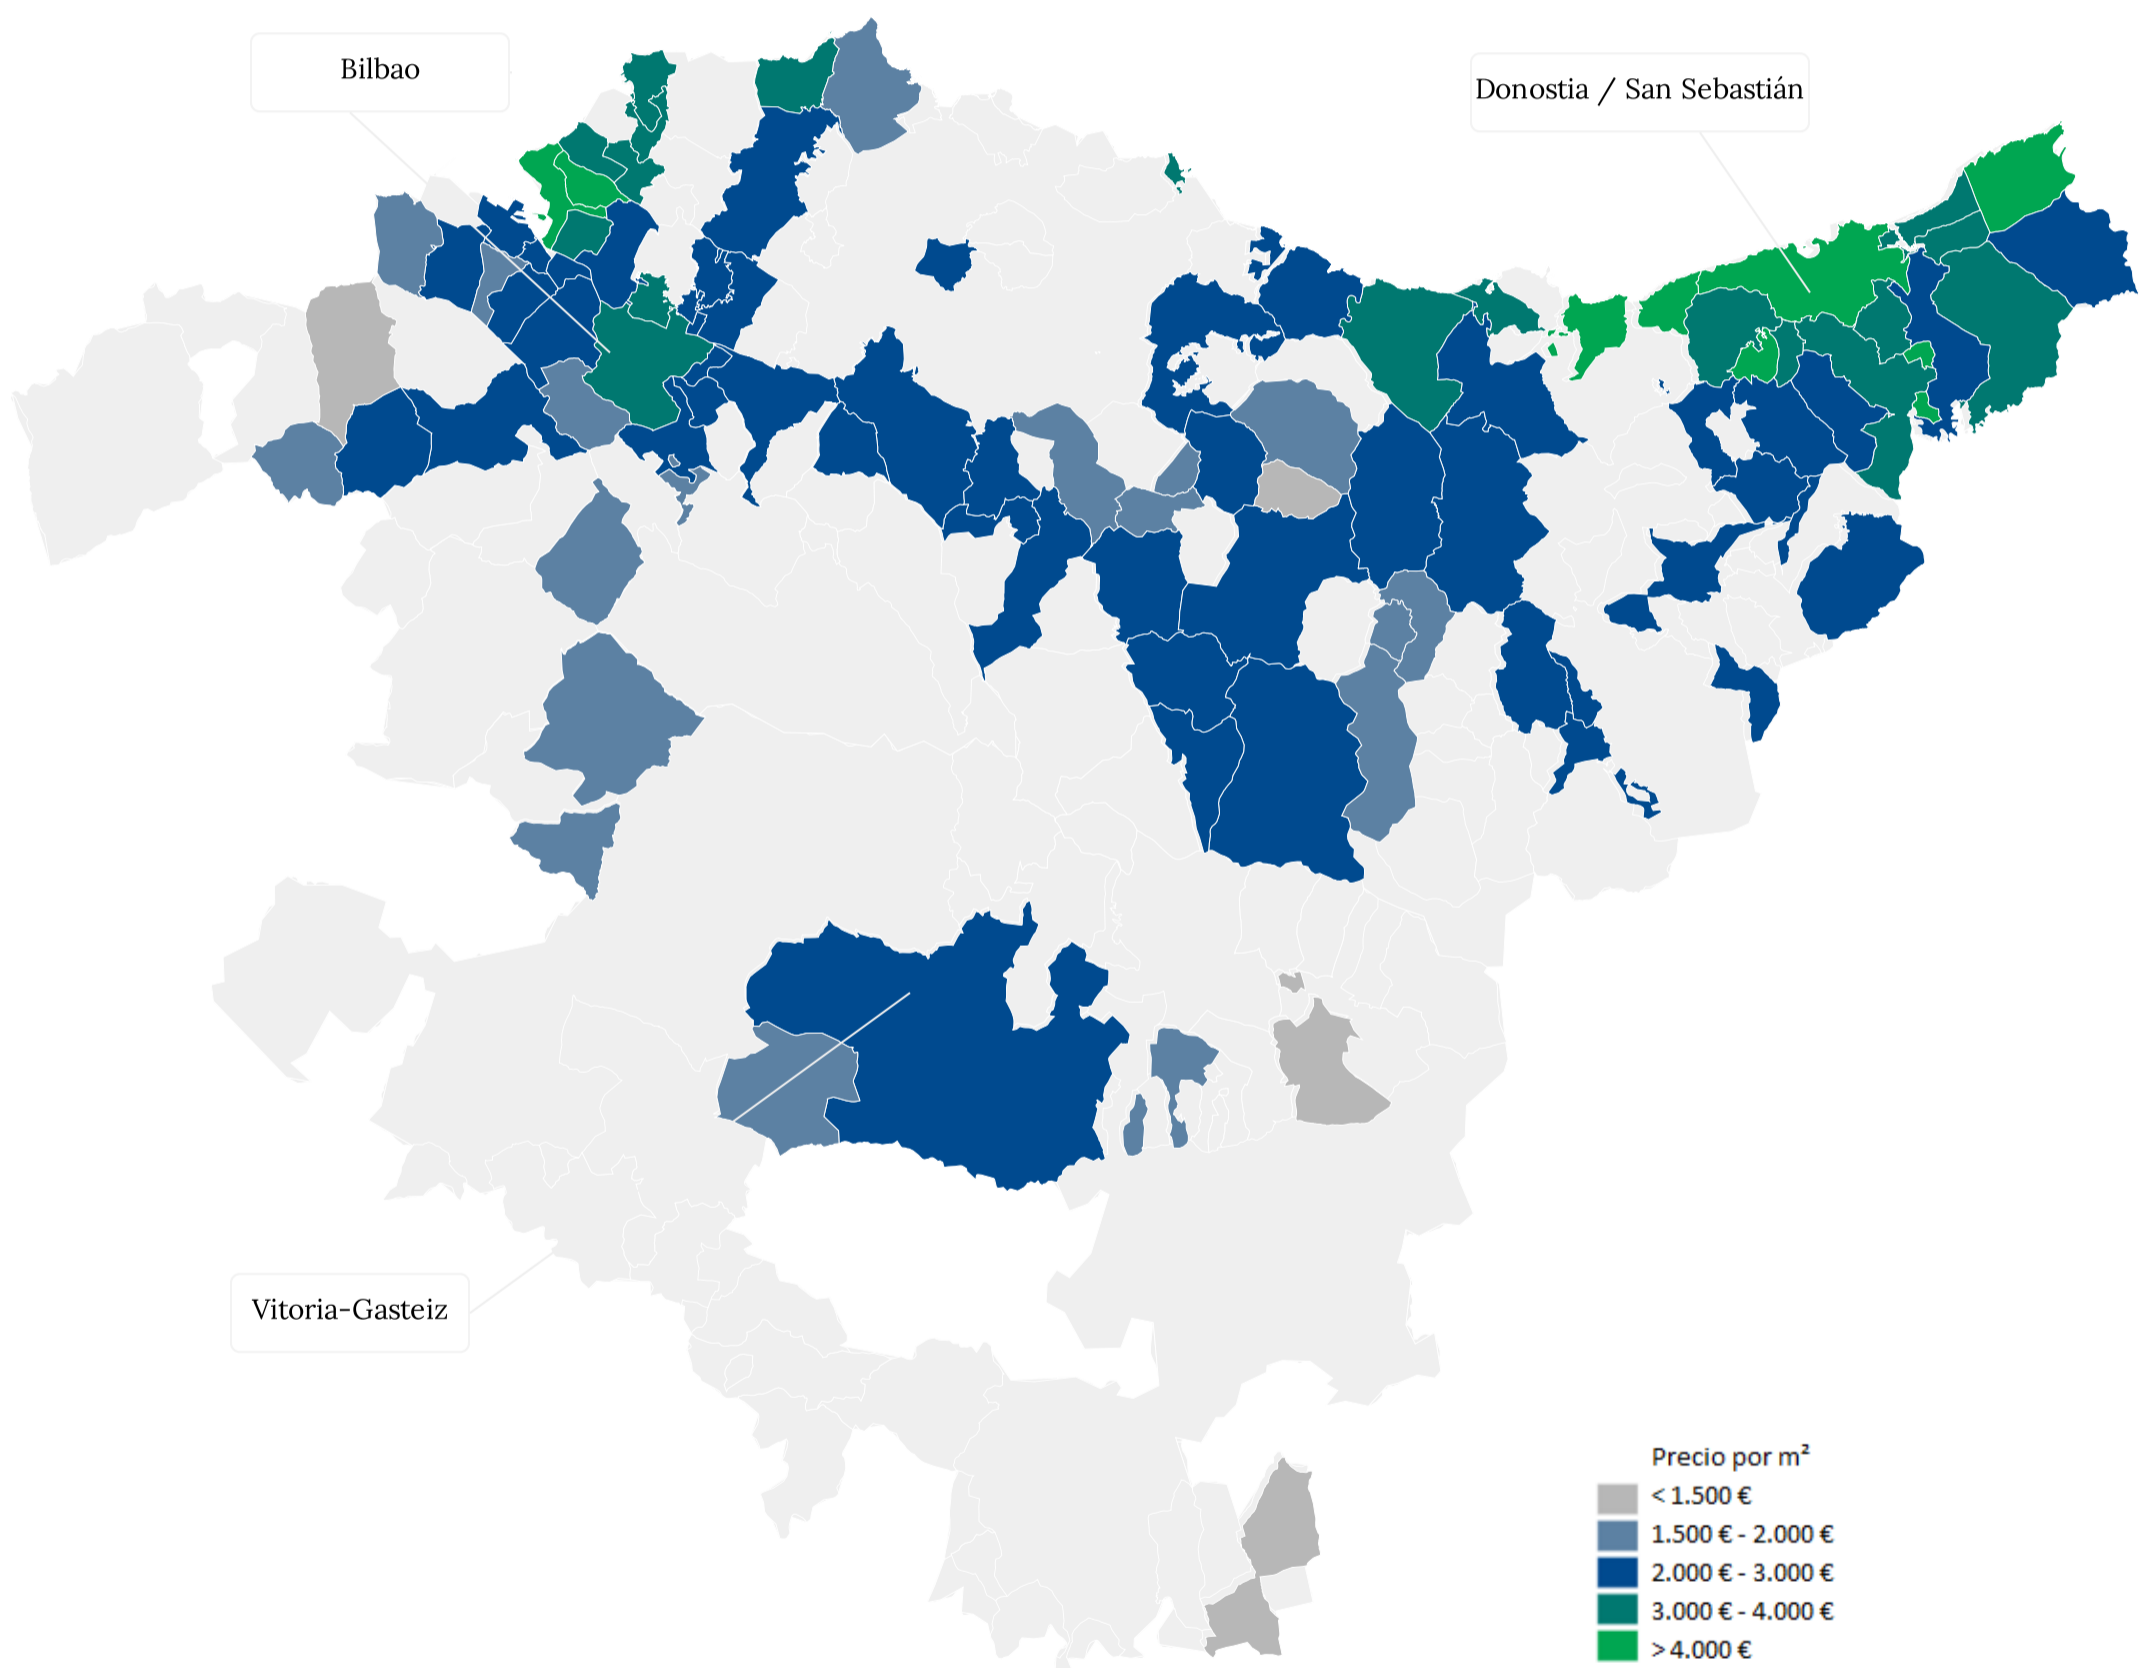 Bilbao
Donostia / San Sebastián
Vitoria-Gasteiz
Precio por m²
< 1.500 €
1.500 € - 2.000 €
2.000 € - 3.000 €
3.000 € - 4.000 €
> 4.000 €